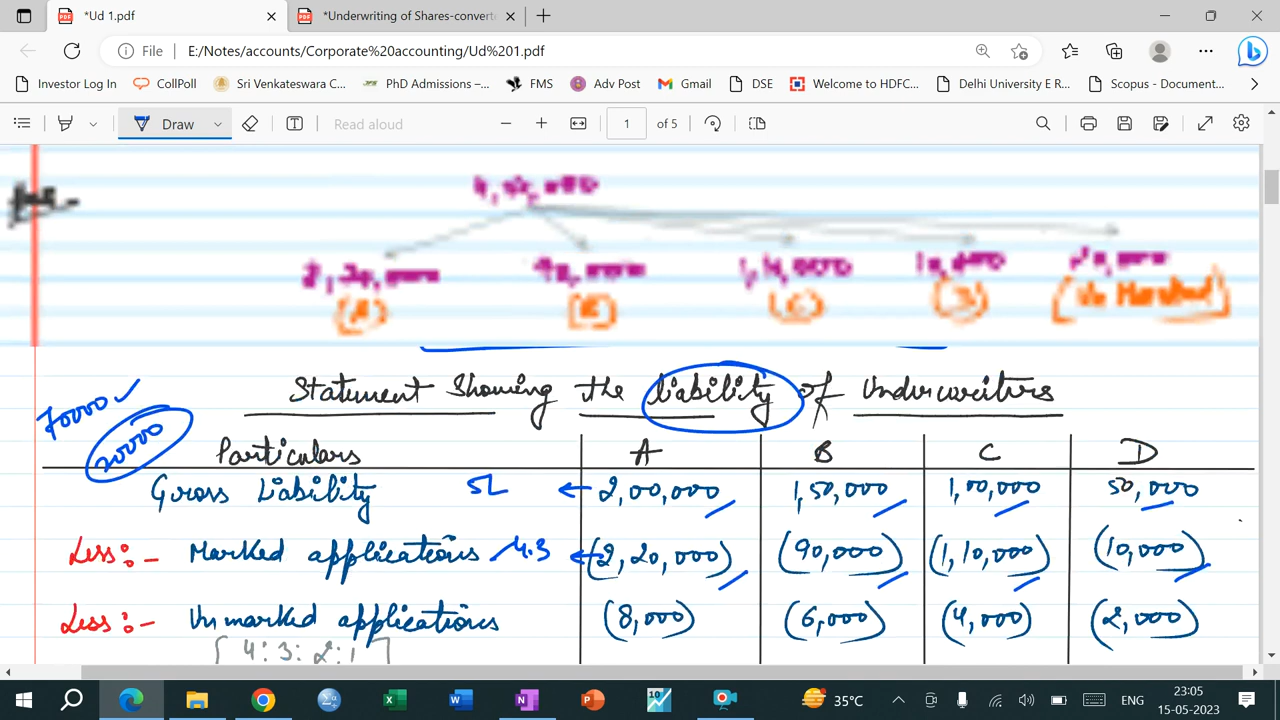 *Ud 1.pdf
*Underwriting of Shares-converte
File E:/Notes/accounts/Corporate%20accounting/Ud%201.pdf
Investor Log In CollPoll Sri Venkateswara C... PhD Admissions –... FMS Adv Post Gmail DSE Welcome to HDFC... Delhi University E R... Scopus - Document...
Draw Read aloud 1 of 5
(A) (B) (C)
Statement Showing the liability of Underwriters
70000
20000
Particulars A B C D
Gross Liability 5L 2,00,000 1,50,000 1,00,000 50,000
Less:- Marked applications 4.3 (2,20,000) (90,000) (1,10,000) (10,000)
Less:- Unmarked applications (8,000) (6,000) (4,000) (2,000)
4:3:2:1
35°C ENG 23:05
15-05-2023